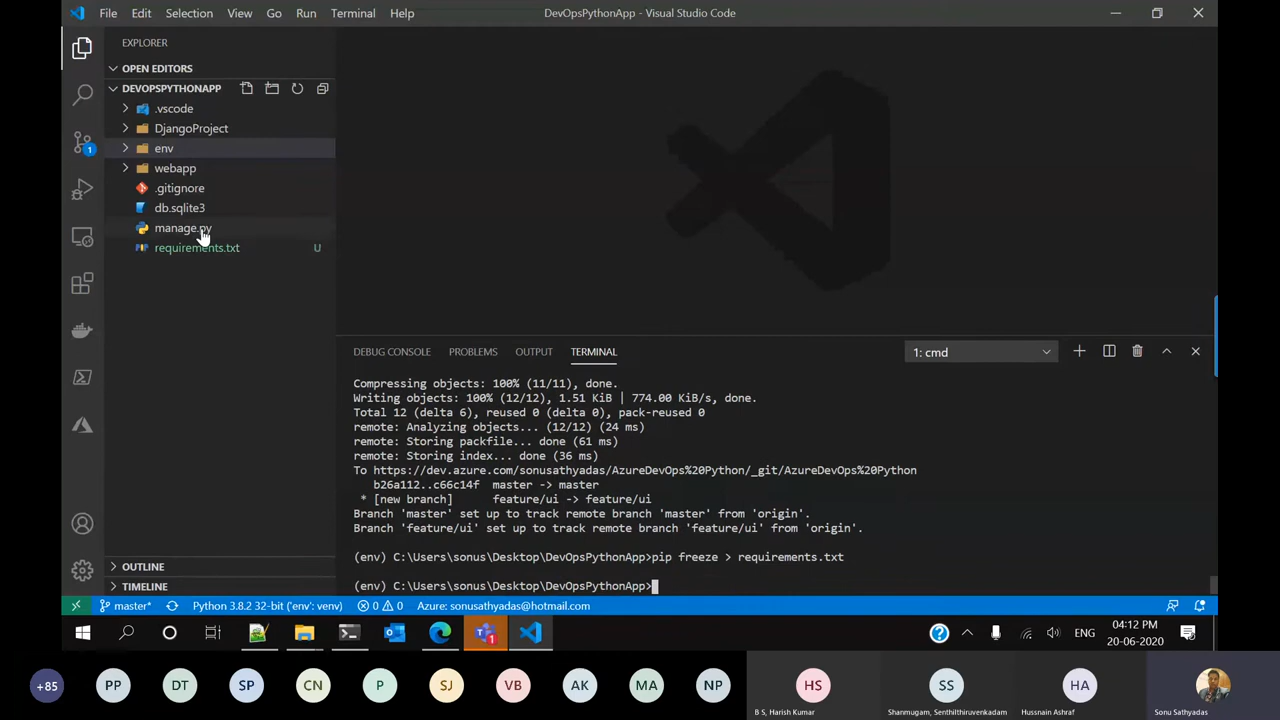 File Edit Selection View Go Run Terminal Help
DevOpsPythonApp - Visual Studio Code
EXPLORER
OPEN EDITORS
DEVOPSPYTHONAPP
.vscode
DjangoProject
env
webapp
.gitignore
db.sqlite3
manage.py
requirements.txt U
1
OUTLINE
TIMELINE
DEBUG CONSOLE PROBLEMS OUTPUT TERMINAL
1: cmd
Compressing objects: 100% (11/11), done.
Writing objects: 100% (12/12), 1.51 KiB | 774.00 KiB/s, done.
Total 12 (delta 6), reused 0 (delta 0), pack-reused 0
remote: Analyzing objects... (12/12) (24 ms)
remote: Storing packfile... done (61 ms)
remote: Storing index... done (36 ms)
To https://dev.azure.com/sonusathyadas/AzureDevOps%20Python/_git/AzureDevOps%20Python
b26a112..c66c14f master -> master
* [new branch] feature/ui -> feature/ui
Branch 'master' set up to track remote branch 'master' from 'origin'.
Branch 'feature/ui' set up to track remote branch 'feature/ui' from 'origin'.
(env) C:\Users\sonus\Desktop\DevOpsPythonApp>pip freeze > requirements.txt
(env) C:\Users\sonus\Desktop\DevOpsPythonApp>
master* Python 3.8.2 32-bit ('env': venv) 0 0 Azure: sonusathyadas@hotmail.com
1
ENG
04:12 PM
20-06-2020
+85 PP DT SP CN P SJ VB AK MA NP HS SS HA
B S, Harish Kumar
Shanmugam, Senthilthiruvenkadam
Hussnain Ashraf
Sonu Sathyadas